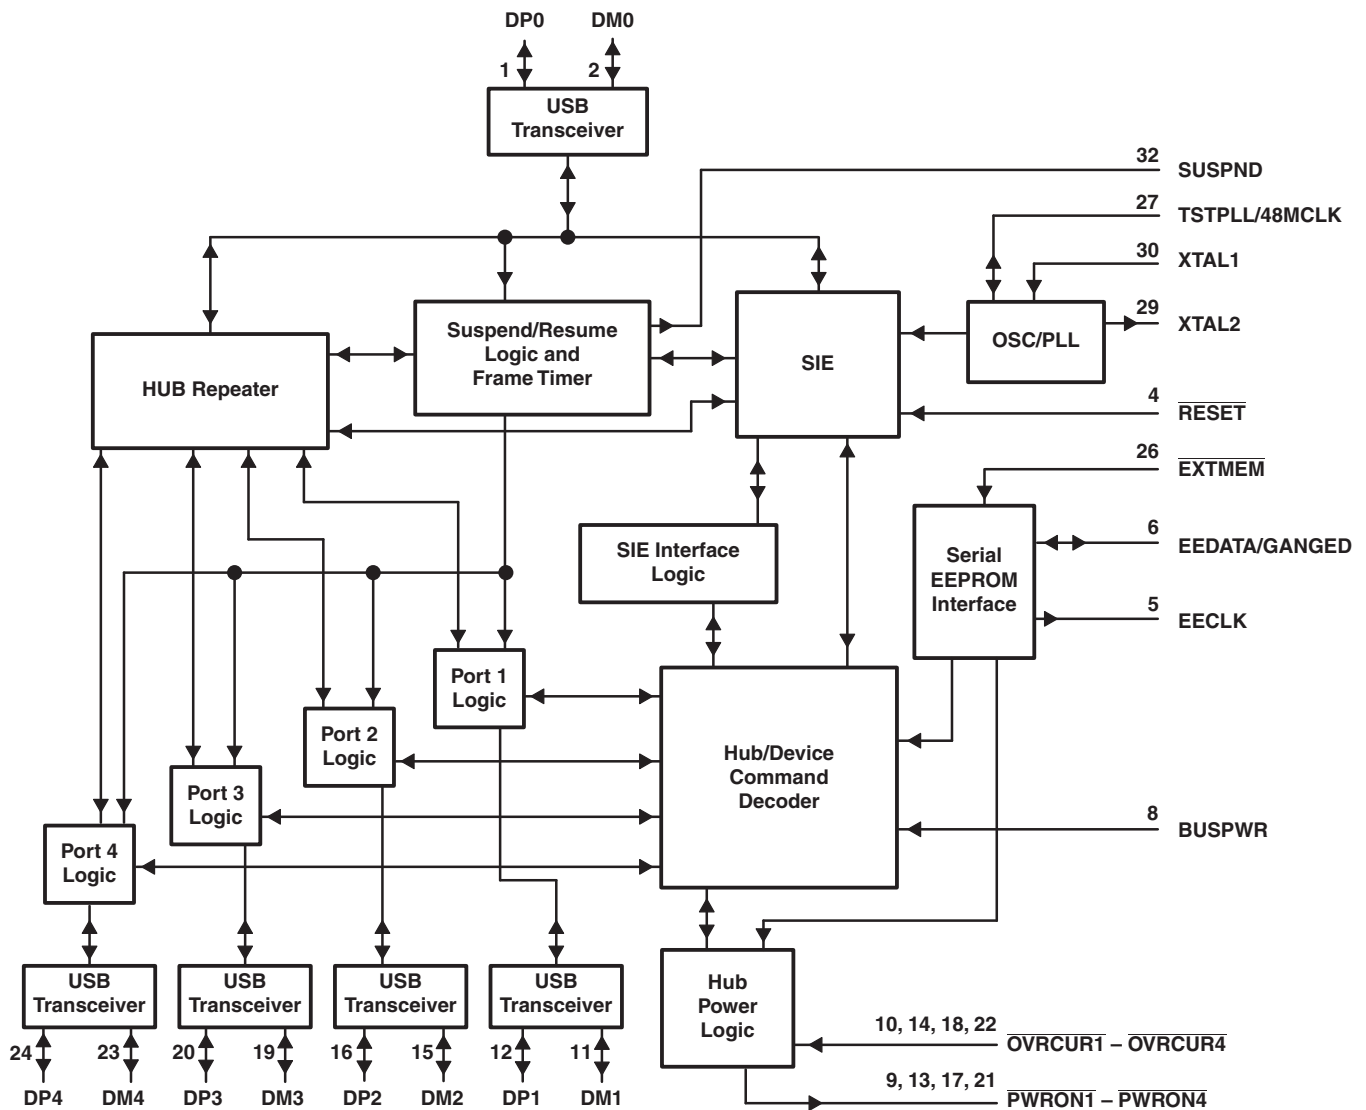 DP0 DM0
1 2
USB
Transceiver
32 SUSPND
27 TSTPLL/48MCLK
30 XTAL1
29 XTAL2
OSC/PLL
Suspend/Resume
Logic and
Frame Timer
SIE
HUB Repeater
4 RESET
26 EXTMEM
6 EEDATA/GANGED
5 EECLK
SIE Interface
Logic
Serial
EEPROM
Interface
Port 1
Logic
Port 2
Logic
Port 3
Logic
Port 4
Logic
Hub/Device
Command
Decoder
8 BUSPWR
USB
Transceiver
USB
Transceiver
USB
Transceiver
USB
Transceiver
Hub
Power
Logic
10, 14, 18, 22 OVRCUR1 – OVRCUR4
9, 13, 17, 21 PWRON1 – PWRON4
24 23 20 19 16 15 12 11
DP4 DM4 DP3 DM3 DP2 DM2 DP1 DM1